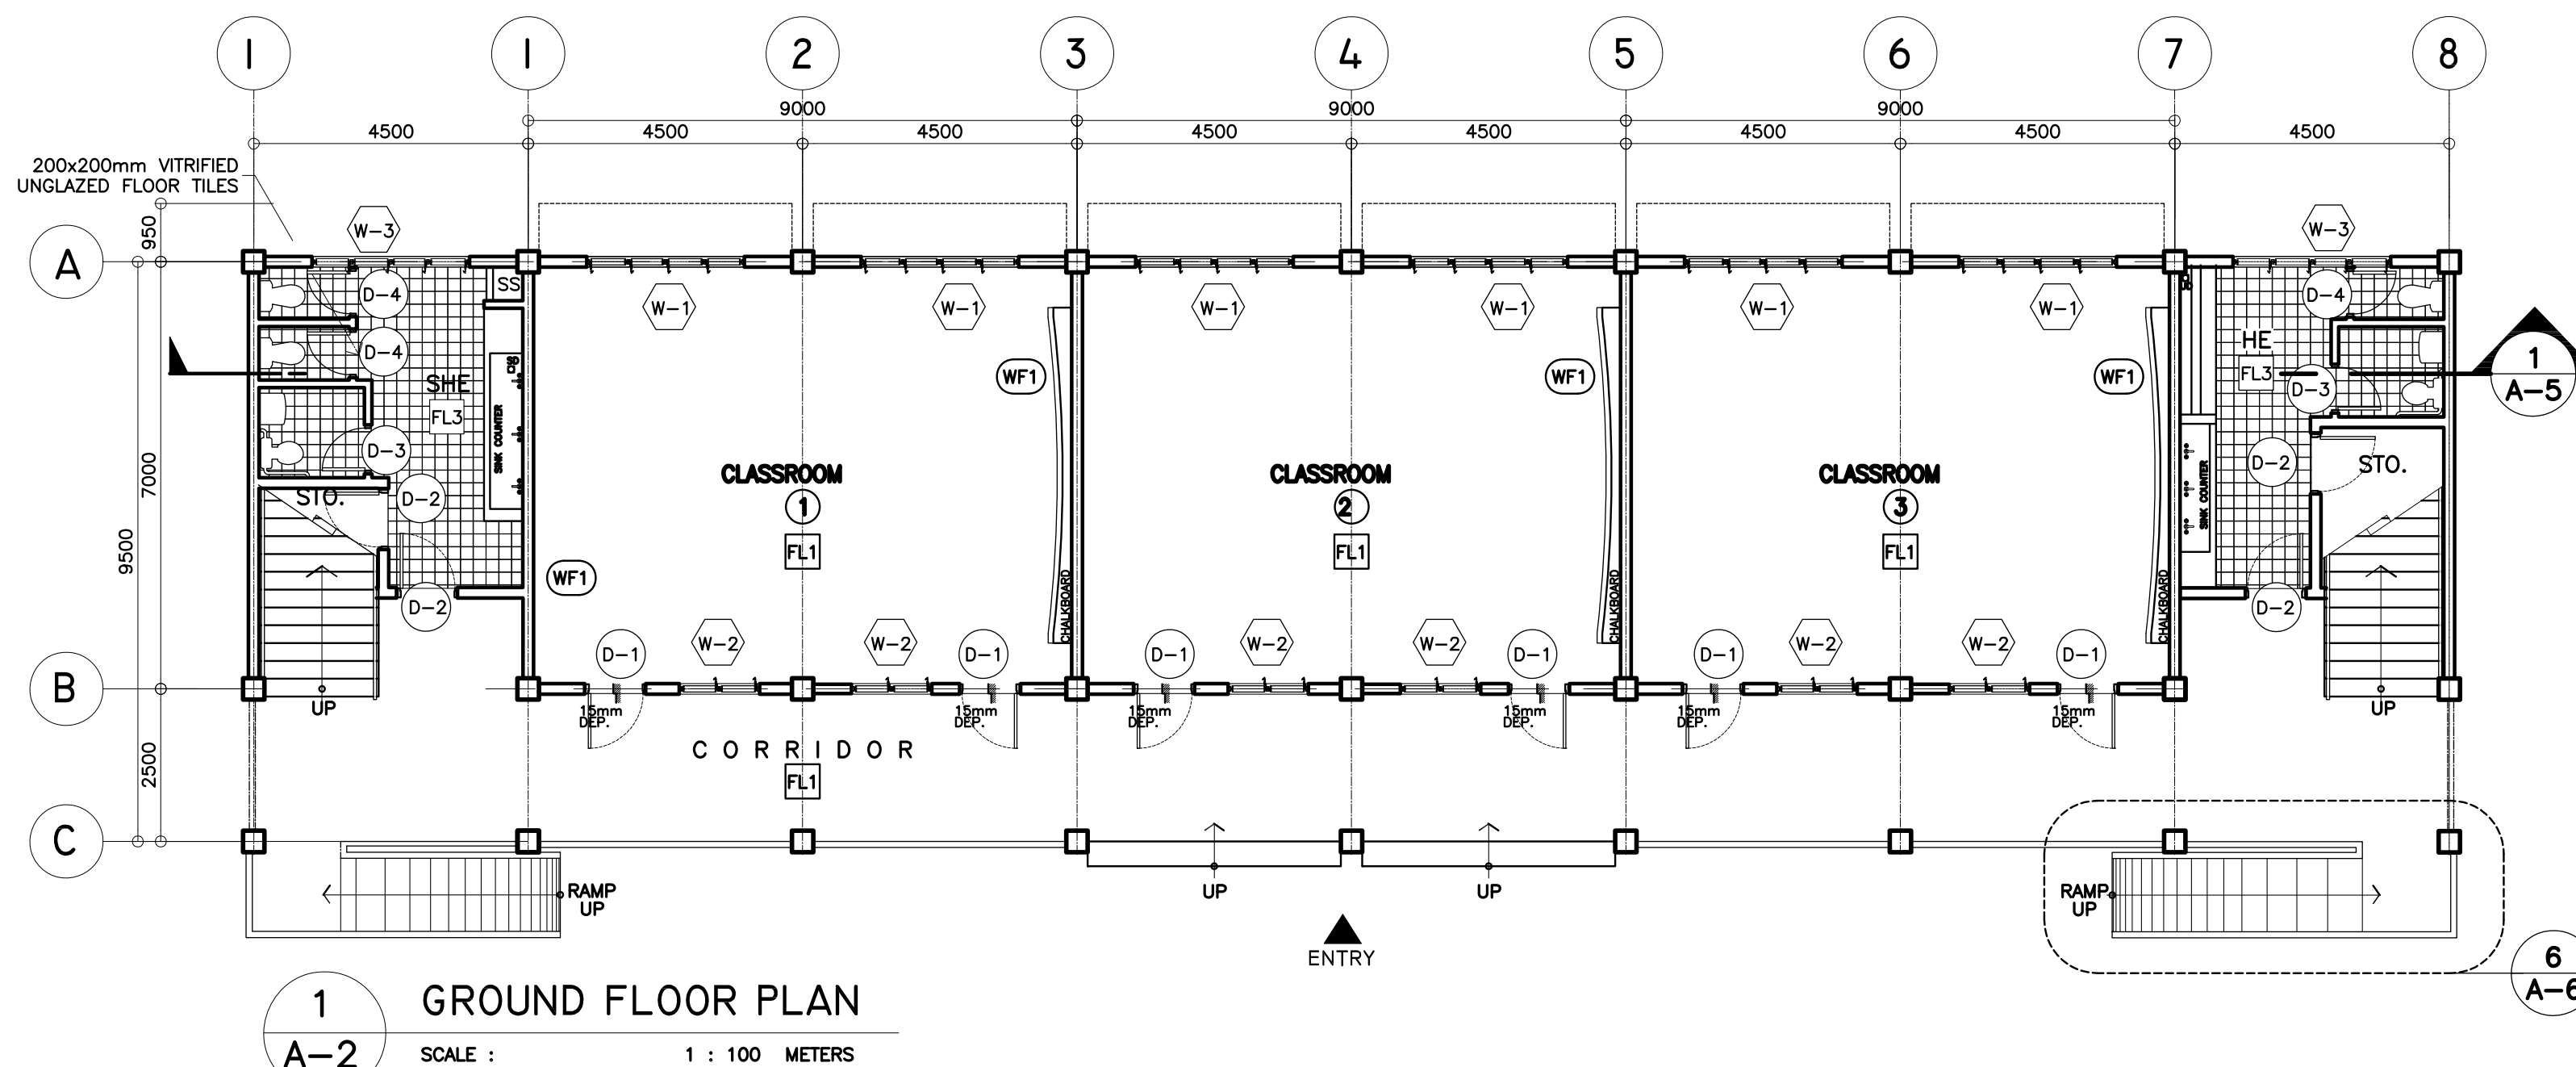 I 1 2 3 4 5 6 7 8
9000 9000 9000
4500 4500 4500 4500 4500 4500 4500 4500
200x200mm VITRIFIED
UNGLAZED FLOOR TILES
950
W-3 W-3
A
SS
D-4 D-4
W-1 W-1 W-1 W-1 W-1 W-1
D-4
HE
1
A-5
SHE
WF1 WF1 WF1
FL3
D-3
FL3
SINK COUNTER
D-3
7000
9500
CLASSROOM CLASSROOM CLASSROOM
1 2 3
D-2
STO.
STO.
D-2
SINK COUNTER
FL1 FL1 FL1
WF1
CHALKBOARD CHALKBOARD CHALKBOARD
D-2 D-2
D-1 W-2 W-2 D-1 D-1 W-2 W-2 D-1 D-1 W-2 W-2 D-1
B
UP UP
15mm 15mm 15mm 15mm 15mm 15mm
DEP. DEP. DEP. DEP. DEP. DEP.
CORRIDOR
2500
FL1
C
RAMP
UP
UP UP
RAMP
UP
ENTRY
6
A-6
1
A-2
GROUND FLOOR PLAN
SCALE : 1 : 100 METERS